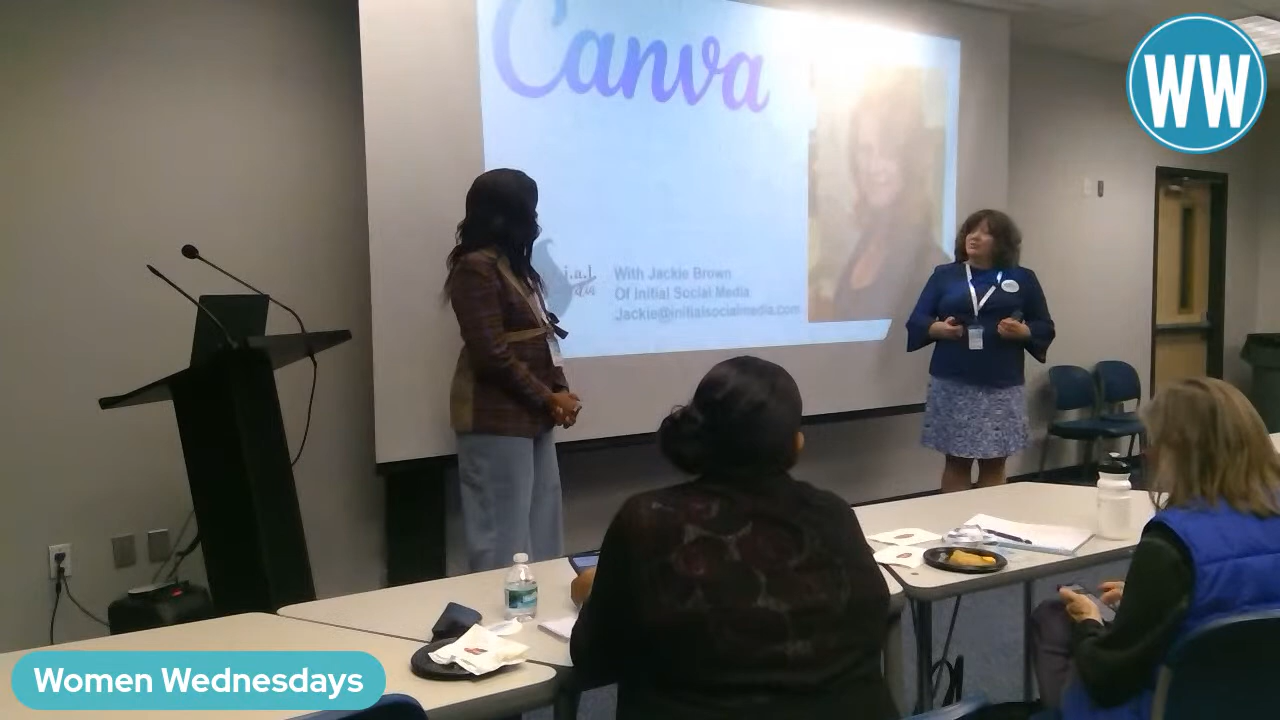 Canva
WW
With Jackie Brown
Of Initial Social Media
Jackie@initialsocialmedia.com
Women Wednesdays